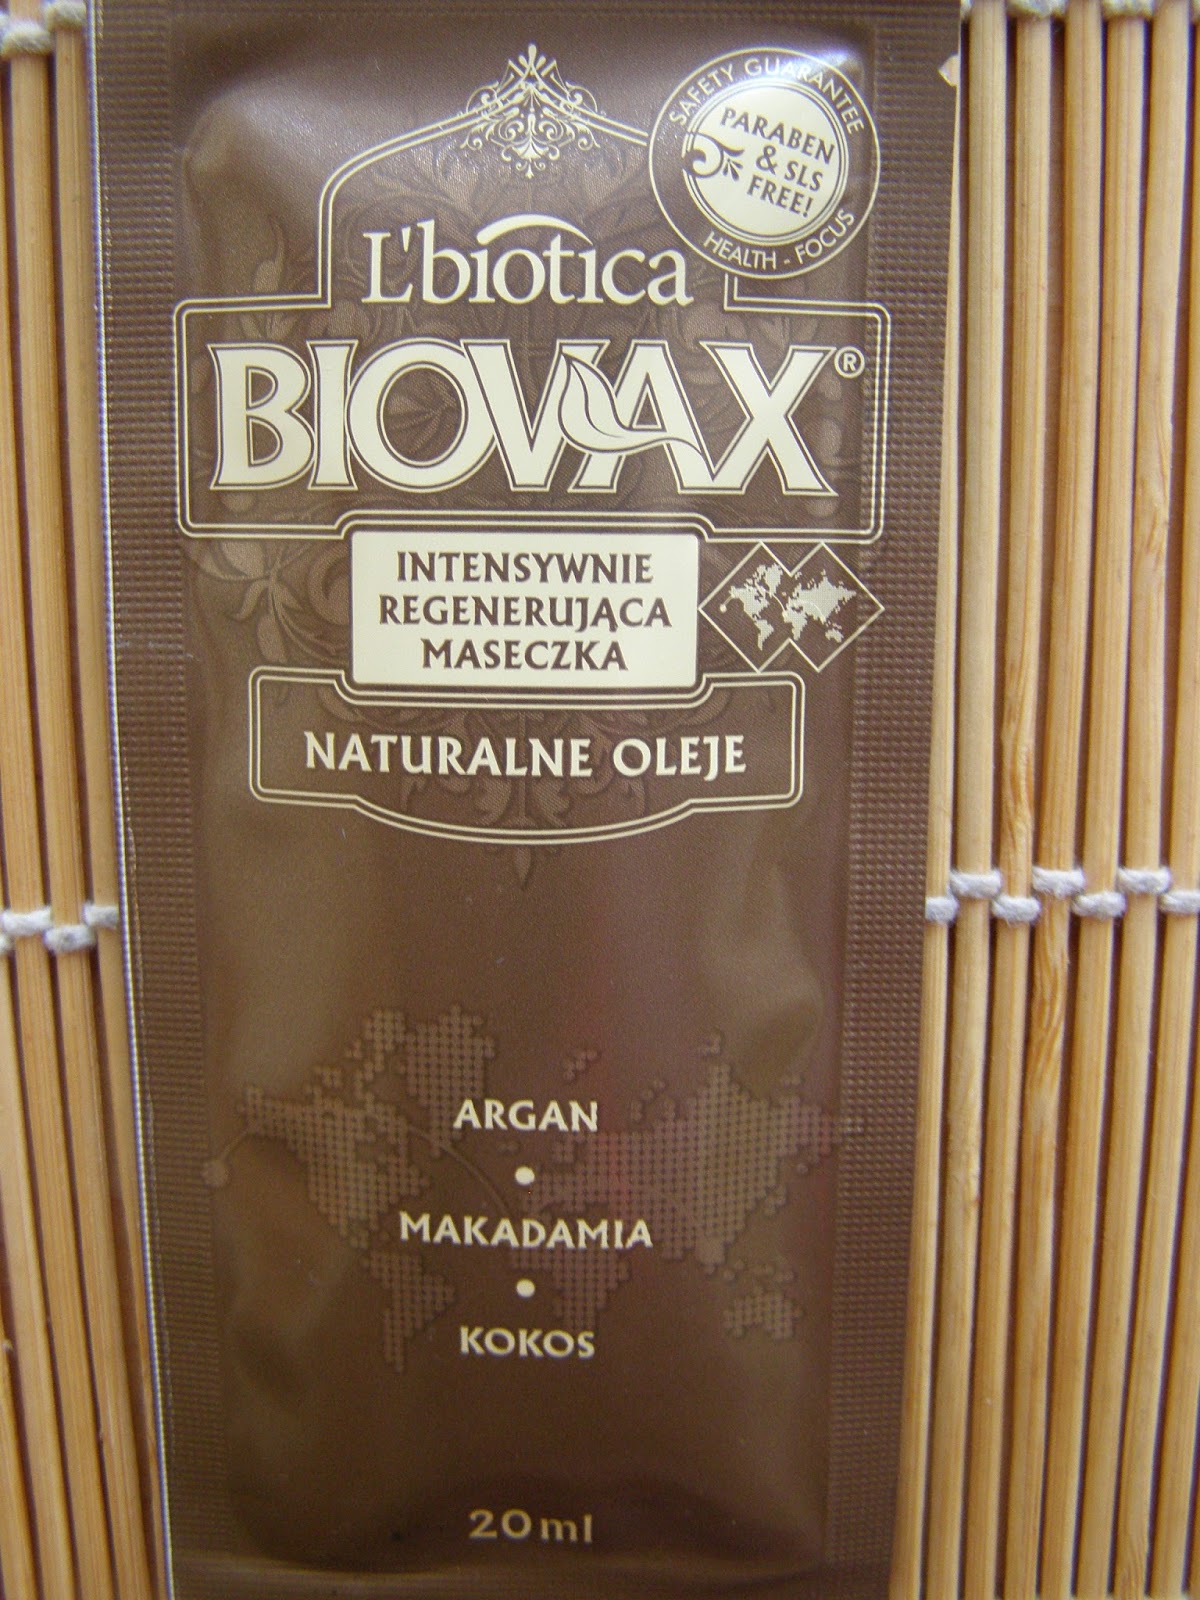 SAFETY GUARANTEE
PARABEN
& SLS
FREE!
HEALTH - FOCUS
L'biotica
BIOVAX®
INTENSYWNIE
REGENERUJĄCA
MASECZKA
NATURALNE OLEJE
ARGAN
•
MAKADAMIA
•
KOKOS
20ml